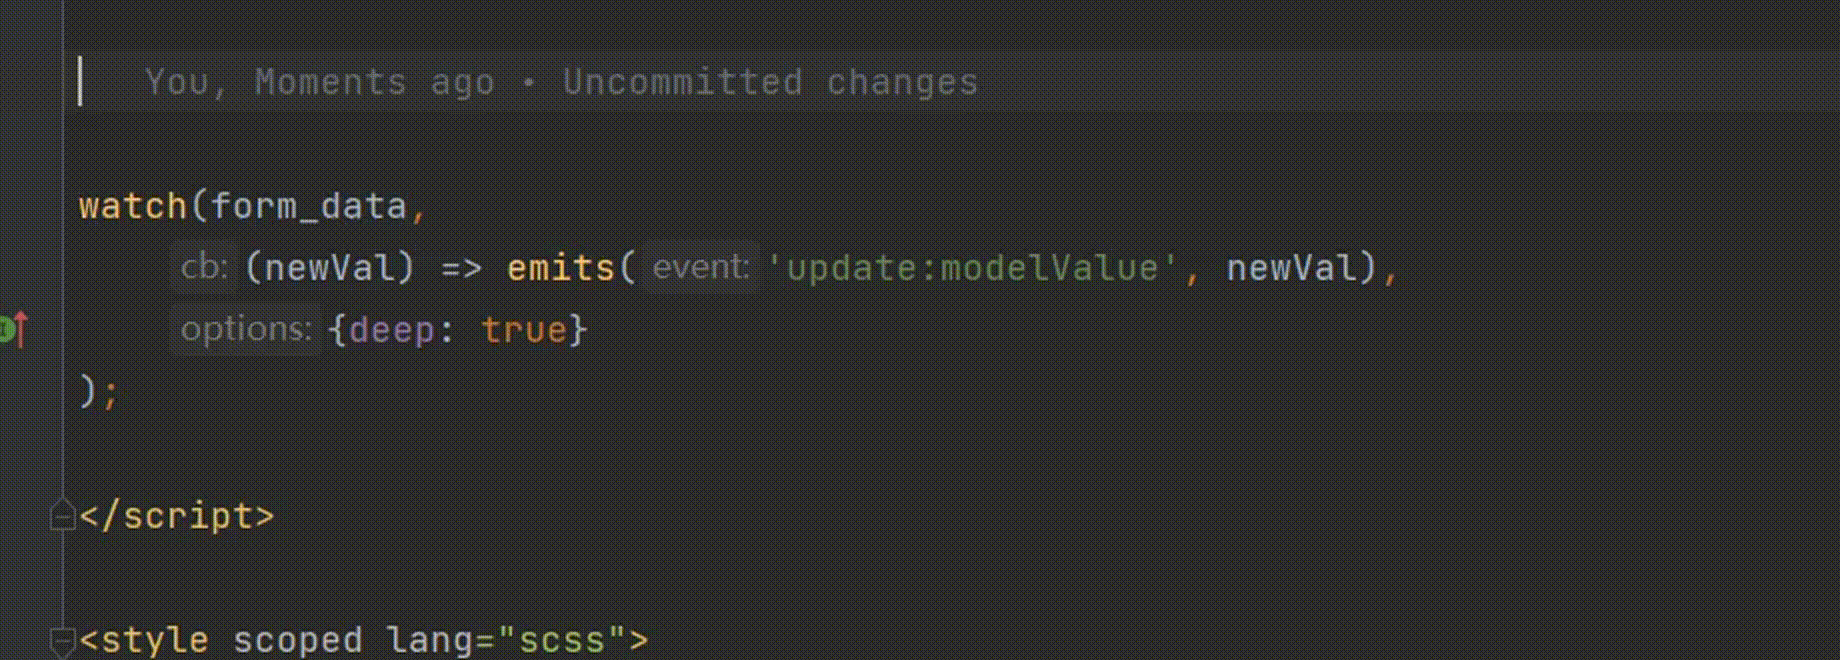 You, Moments ago • Uncommitted changes
watch(form_data,
cb: (newVal) => emits( event: 'update:modelValue', newVal),
options: {deep: true}
);
</script>
<style scoped lang="scss">